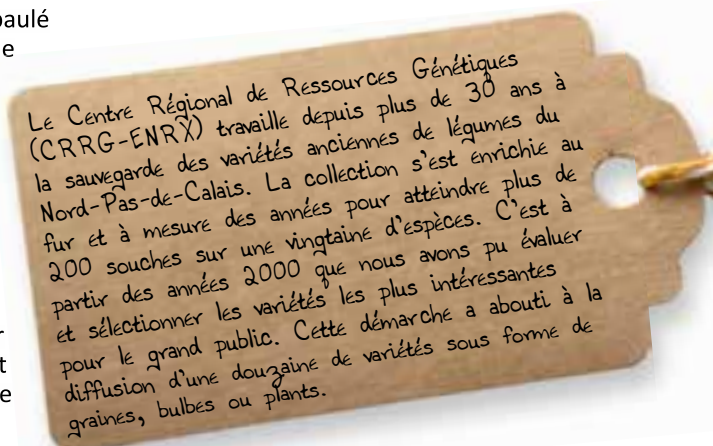 paulé
e
Le Centre Régional de Ressources Génétiques
(CRRG-ENRX) travaille depuis plus de 30 ans à
la sauvegarde des variétés anciennes de légumes du
Nord-Pas-de-Calais. La collection s'est enrichie au
fur et à mesure des années pour atteindre plus de
200 souches sur une vingtaine d'espèces. C'est à
partir des années 2000 que nous avons pu évaluer
et sélectionner les variétés les plus intéressantes
pour le grand public. Cette démarche a abouti à la
diffusion d'une douzaine de variétés sous forme de
graines, bulbes ou plants.
r
t
e